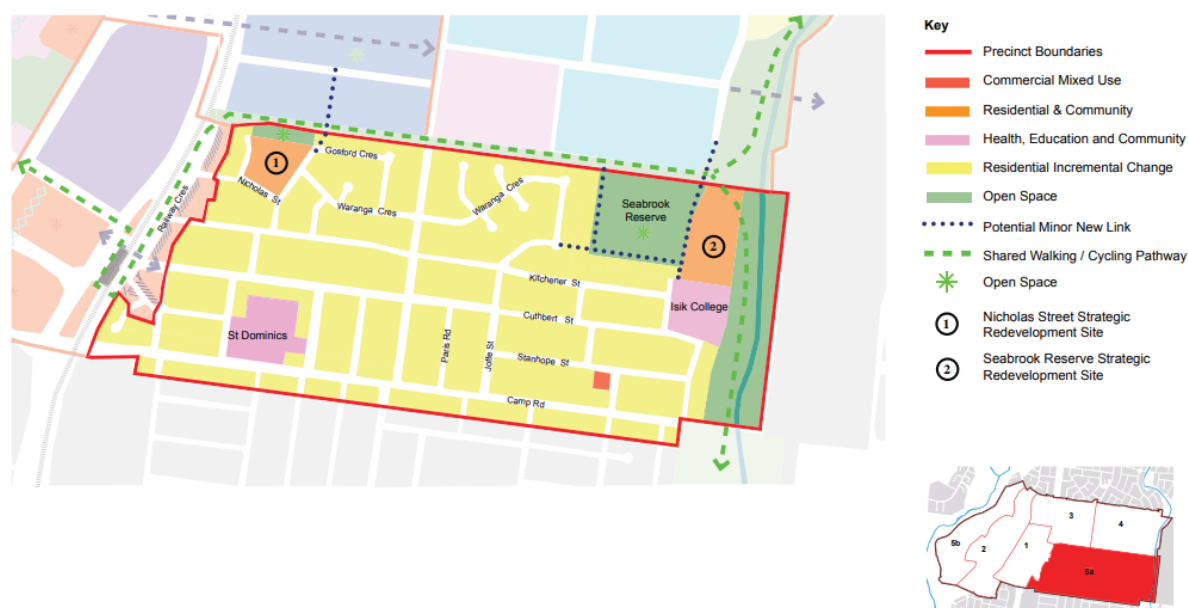 Key
Precinct Boundaries
Commercial Mixed Use
Residential & Community
Health, Education and Community
Residential Incremental Change
Open Space
Potential Minor New Link
Shared Walking / Cycling Pathway
Open Space
1
Nicholas Street Strategic
Redevelopment Site
2
Seabrook Reserve Strategic
Redevelopment Site
Railway Cres
1
Gosford Cres
Nicholas St
Waranga Cres
Waranga Cres
Seabrook
Reserve
2
Kitchener St
Isik College
Cuthbert St
St Dominics
Paris Rd
Joffre St
Stanhope St
Camp Rd
3
4
5b
2
1
5a